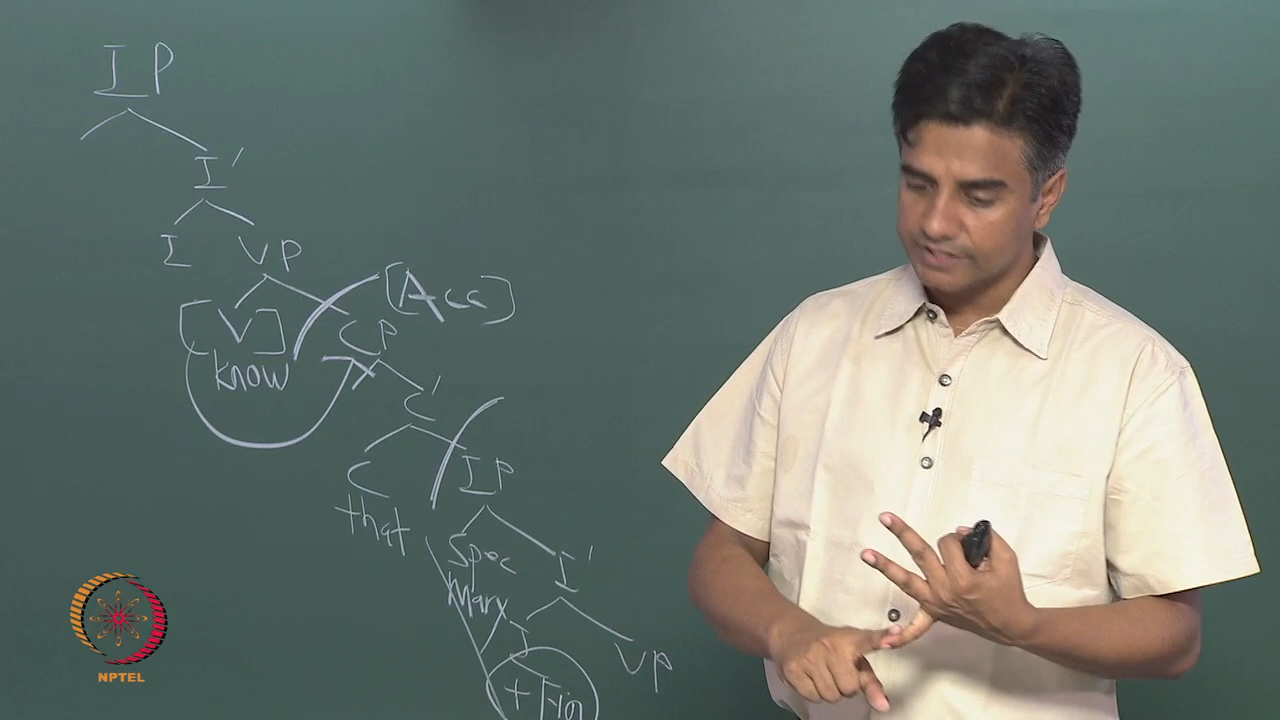 IP
I'
I VP
[Acc]
[V] CP
know
C'
C IP
that
Spec I'
Mary
I VP
+ Fin
NPTEL